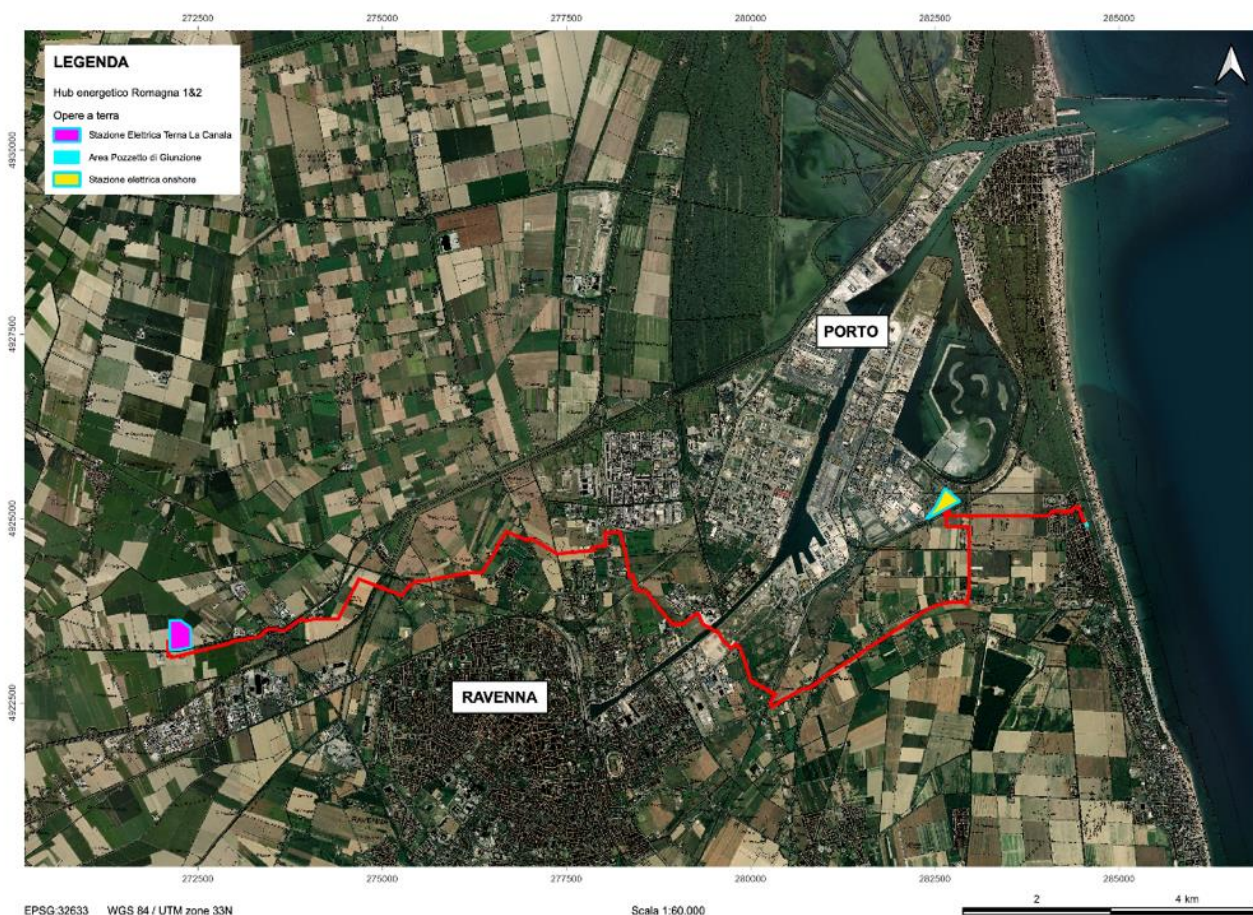 272500 275000 277500 280000 282500 285000
LEGENDA
Hub energetico Romagna 1&2
Opere a terra
Stazione Elettrica Terna La Canala
Area Pozzetto di Giunzione
Stazione elettrica onshore
4930000
4927500
PORTO
4925000
RAVENNA
4922500
RAVENNA
272500 275000 277500 280000 282500 285000
EPSG:32633 WGS 84 / UTM zone 33N
Scala 1:60.000
2 4 km